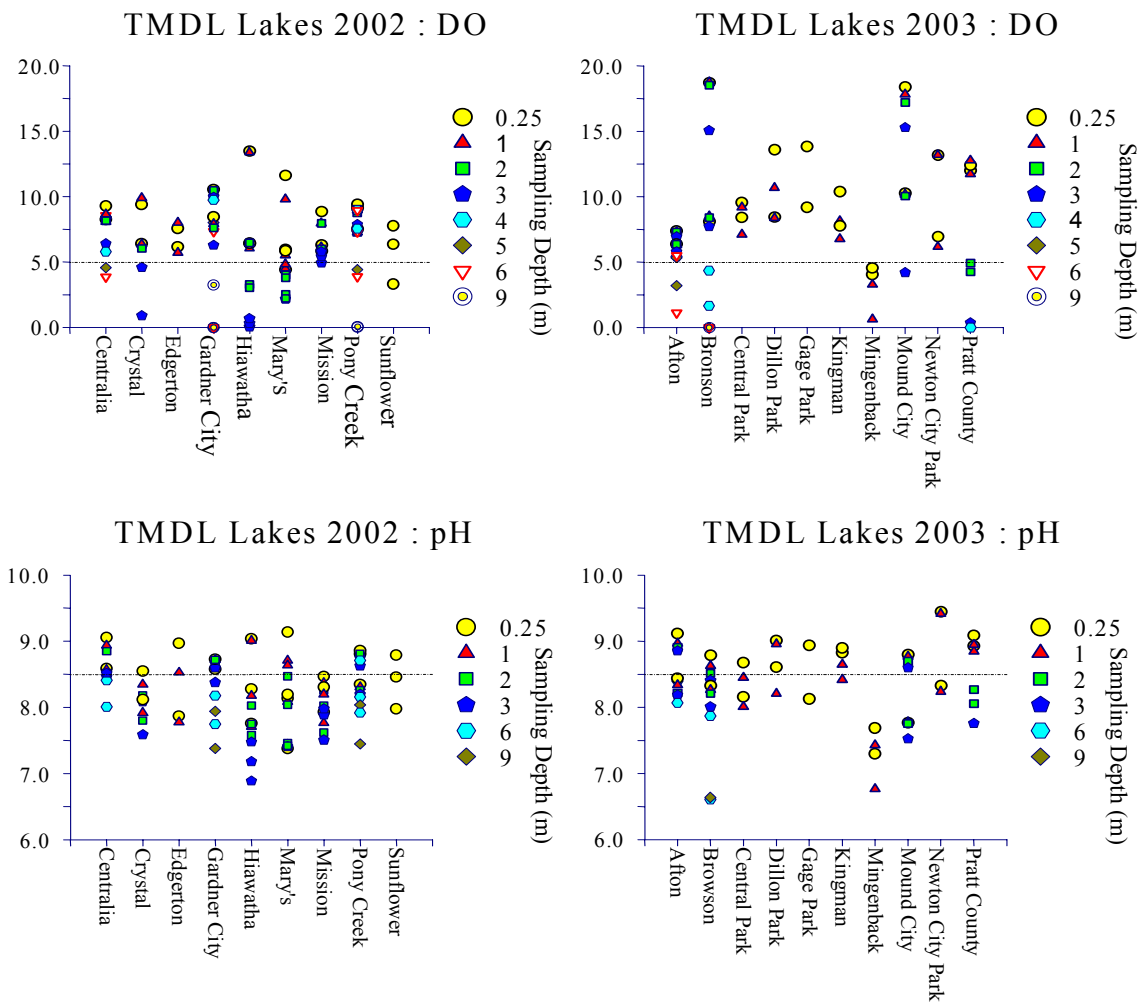 TMDL Lakes 2002 : DO
20.0
15.0
10.0
5.0
0.0
Centralia
Crystal
Edgerton
Gardner City
Hiawatha
Mary's
Mission
Pony Creek
Sunflower
0.25
1
2
3
4
5
6
9
Sampling Depth (m)
TMDL Lakes 2003 : DO
20.0
15.0
10.0
5.0
0.0
Afton
Bronson
Central Park
Dillon Park
Gage Park
Kingman
Mingenback
Mound City
Newton City Park
Pratt County
0.25
1
2
3
4
5
6
9
Sampling Depth (m)
TMDL Lakes 2002 : pH
10.0
9.0
8.0
7.0
6.0
Centralia
Crystal
Edgerton
Gardner City
Hiawatha
Mary's
Mission
Pony Creek
Sunflower
0.25
1
2
3
6
9
Sampling Depth (m)
TMDL Lakes 2003 : pH
10.0
9.0
8.0
7.0
6.0
Afton
Browson
Central Park
Dillon Park
Gage Park
Kingman
Mingenback
Mound City
Newton City Park
Pratt County
0.25
1
2
3
6
9
Sampling Depth (m)